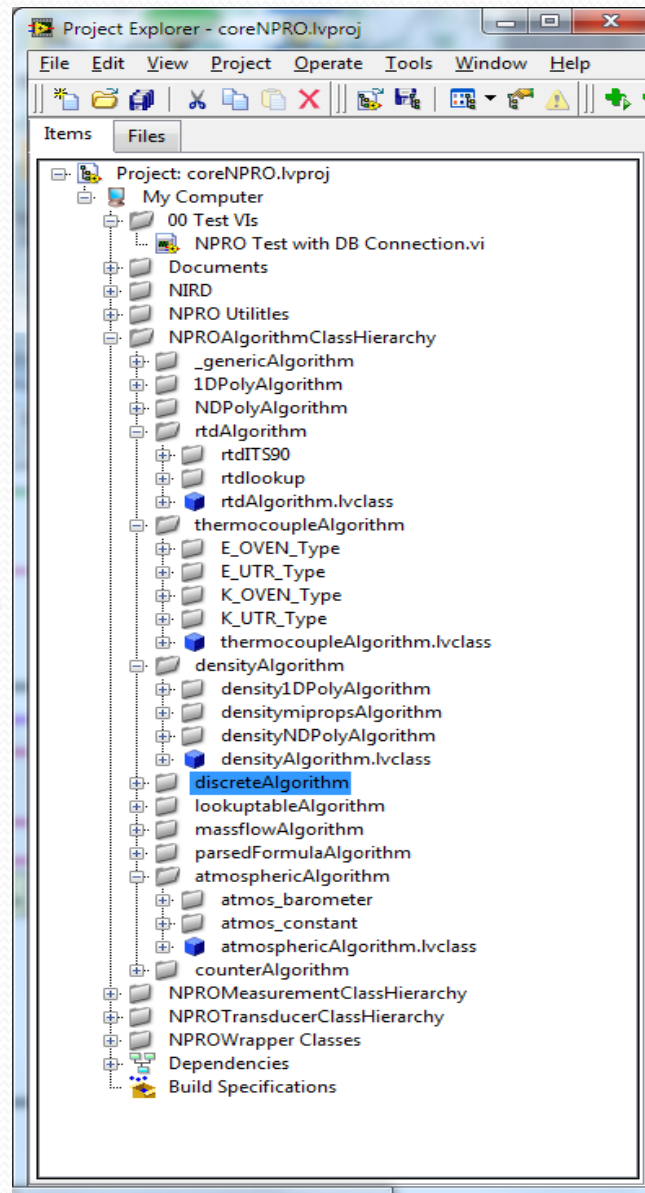 Project Explorer - coreNPRO.lvproj
File Edit View Project Operate Tools Window Help
Items Files
Project: coreNPRO.lvproj
My Computer
00 Test VIs
NPRO Test with DB Connection.vi
Documents
NIRD
NPRO Utilitles
NPROAlgorithmClassHierarchy
_genericAlgorithm
1DPolyAlgorithm
NDPolyAlgorithm
rtdAlgorithm
rtdITS90
rtdlookup
rtdAlgorithm.lvclass
thermocoupleAlgorithm
E_OVEN_Type
E_UTR_Type
K_OVEN_Type
K_UTR_Type
thermocoupleAlgorithm.lvclass
densityAlgorithm
density1DPolyAlgorithm
densitymipropsAlgorithm
densityNDPolyAlgorithm
densityAlgorithm.lvclass
discreteAlgorithm
lookuptableAlgorithm
massflowAlgorithm
parsedFormulaAlgorithm
atmosphericAlgorithm
atmos_barometer
atmos_constant
atmosphericAlgorithm.lvclass
counterAlgorithm
NPROMeasurementClassHierarchy
NPROTransducerClassHierarchy
NPROWrapper Classes
Dependencies
Build Specifications